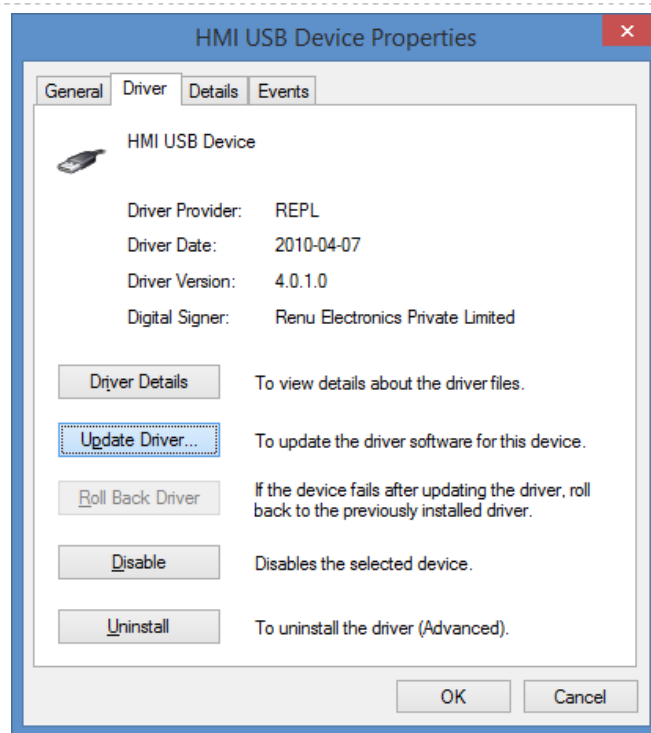 HMI USB Device Properties
×
General Driver Details Events
HMI USB Device
Driver Provider: REPL
Driver Date: 2010-04-07
Driver Version: 4.0.1.0
Digital Signer: Renu Electronics Private Limited
Driver Details To view details about the driver files.
Update Driver... To update the driver software for this device.
Roll Back Driver If the device fails after updating the driver, roll
back to the previously installed driver.
Disable Disables the selected device.
Uninstall To uninstall the driver (Advanced).
OK Cancel